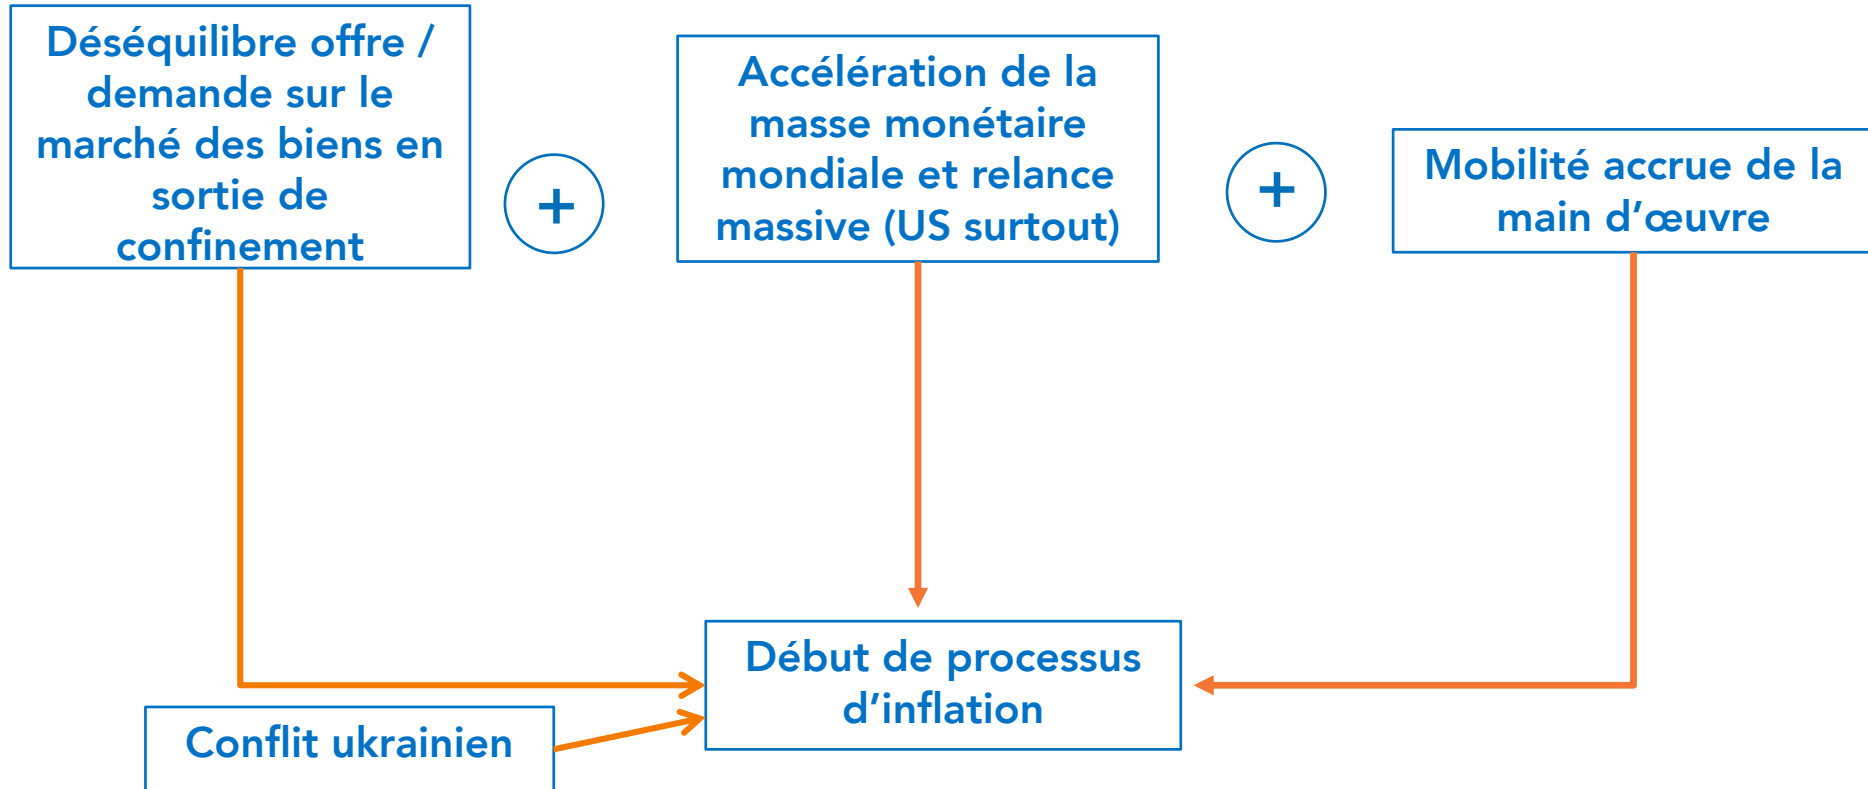 Déséquilibre offre /
demande sur le
marché des biens en
sortie de
confinement
+
Accélération de la
masse monétaire
mondiale et relance
massive (US surtout)
+
Mobilité accrue de la
main d’œuvre
Début de processus
d’inflation
Conflit ukrainien